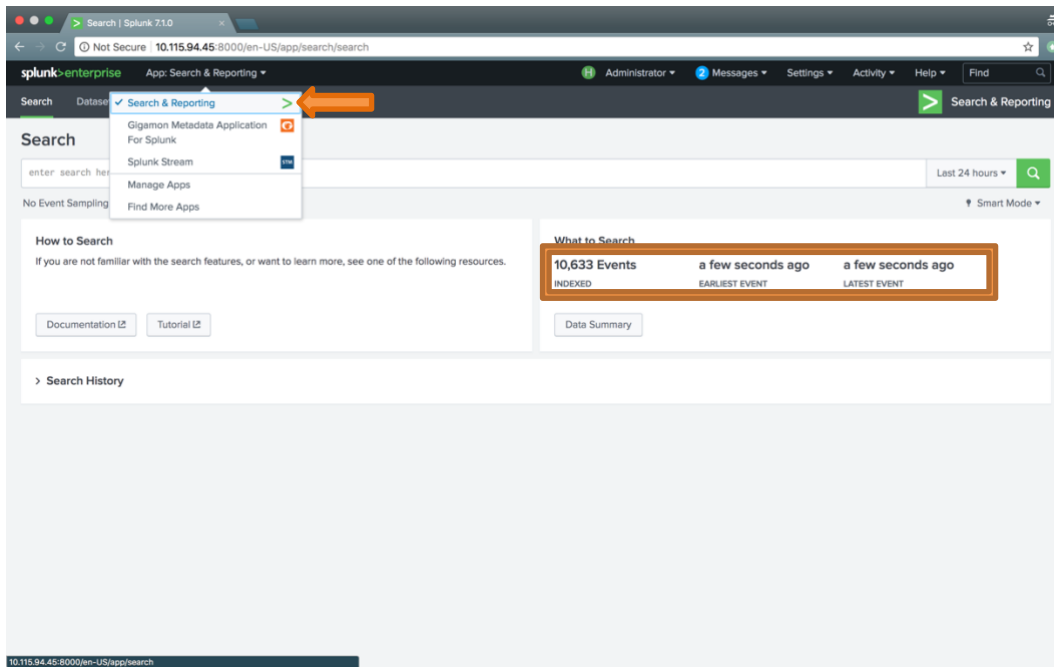 Search | Splunk 7.1.0
Not Secure 10.115.94.45:8000/en-US/app/search/search
splunk>enterprise App: Search & Reporting Administrator 2 Messages Settings Activity Help Find
Search Datase Search & Reporting
Search & Reporting
Gigamon Metadata Application
For Splunk
Splunk Stream
Manage Apps
Find More Apps
Search
enter search he Last 24 hours
No Event Sampling Smart Mode
How to Search
If you are not familiar with the search features, or want to learn more, see one of the following resources.
Documentation Tutorial
What to Search
10,633 Events a few seconds ago a few seconds ago
INDEXED EARLIEST EVENT LATEST EVENT
Data Summary
> Search History
10.115.94.45:8000/en-US/app/search